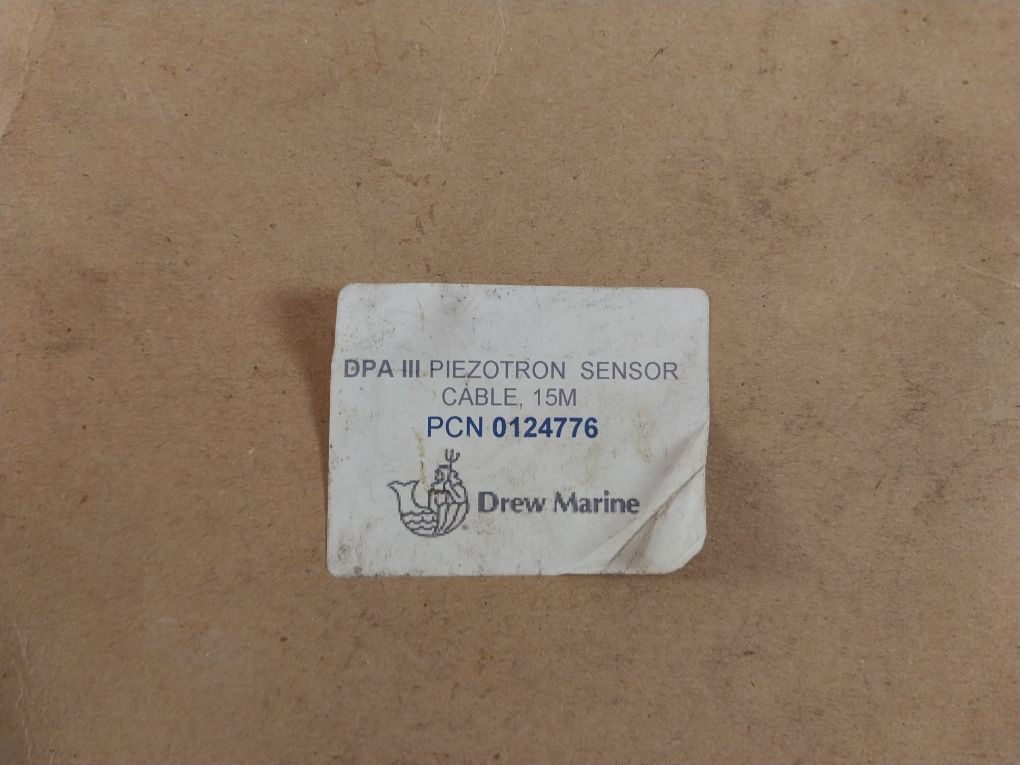 DPA III PIEZOTRON SENSOR
CABLE, 15M
PCN 0124776
Drew Marine